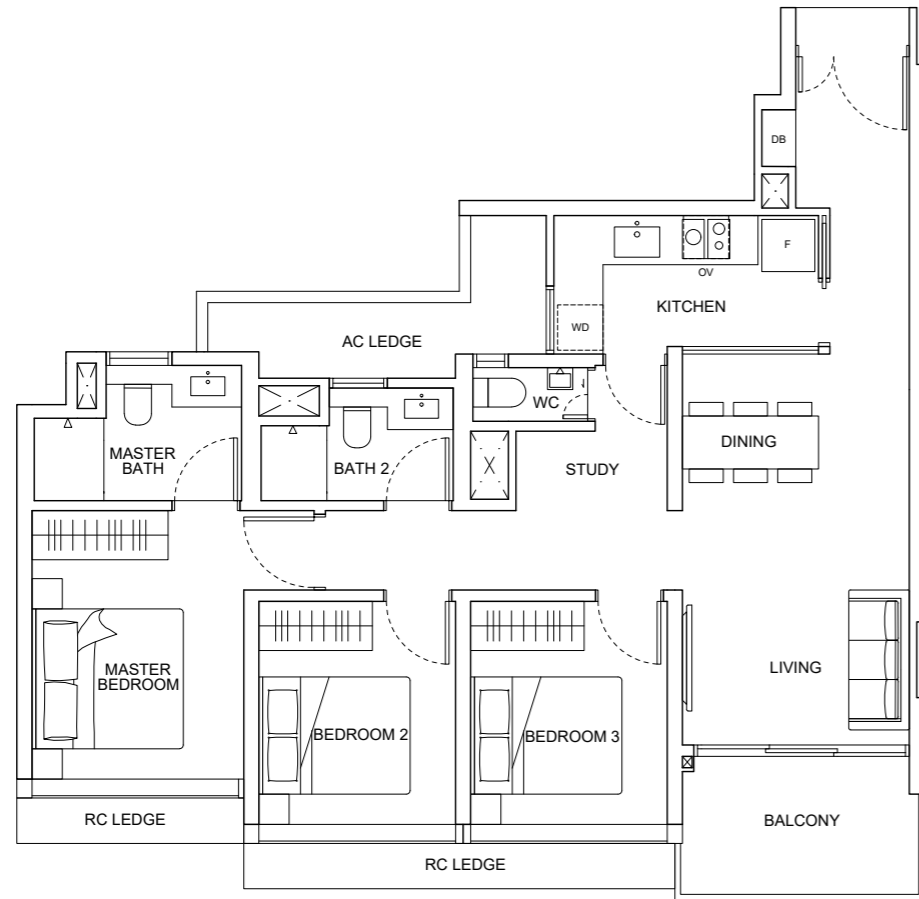 DB
F
OV
KITCHEN
WD
AC LEDGE
WC
DINING
MASTER
BATH
BATH 2
STUDY
MASTER
BEDROOM
LIVING
BEDROOM 2
BEDROOM 3
RC LEDGE
BALCONY
RC LEDGE